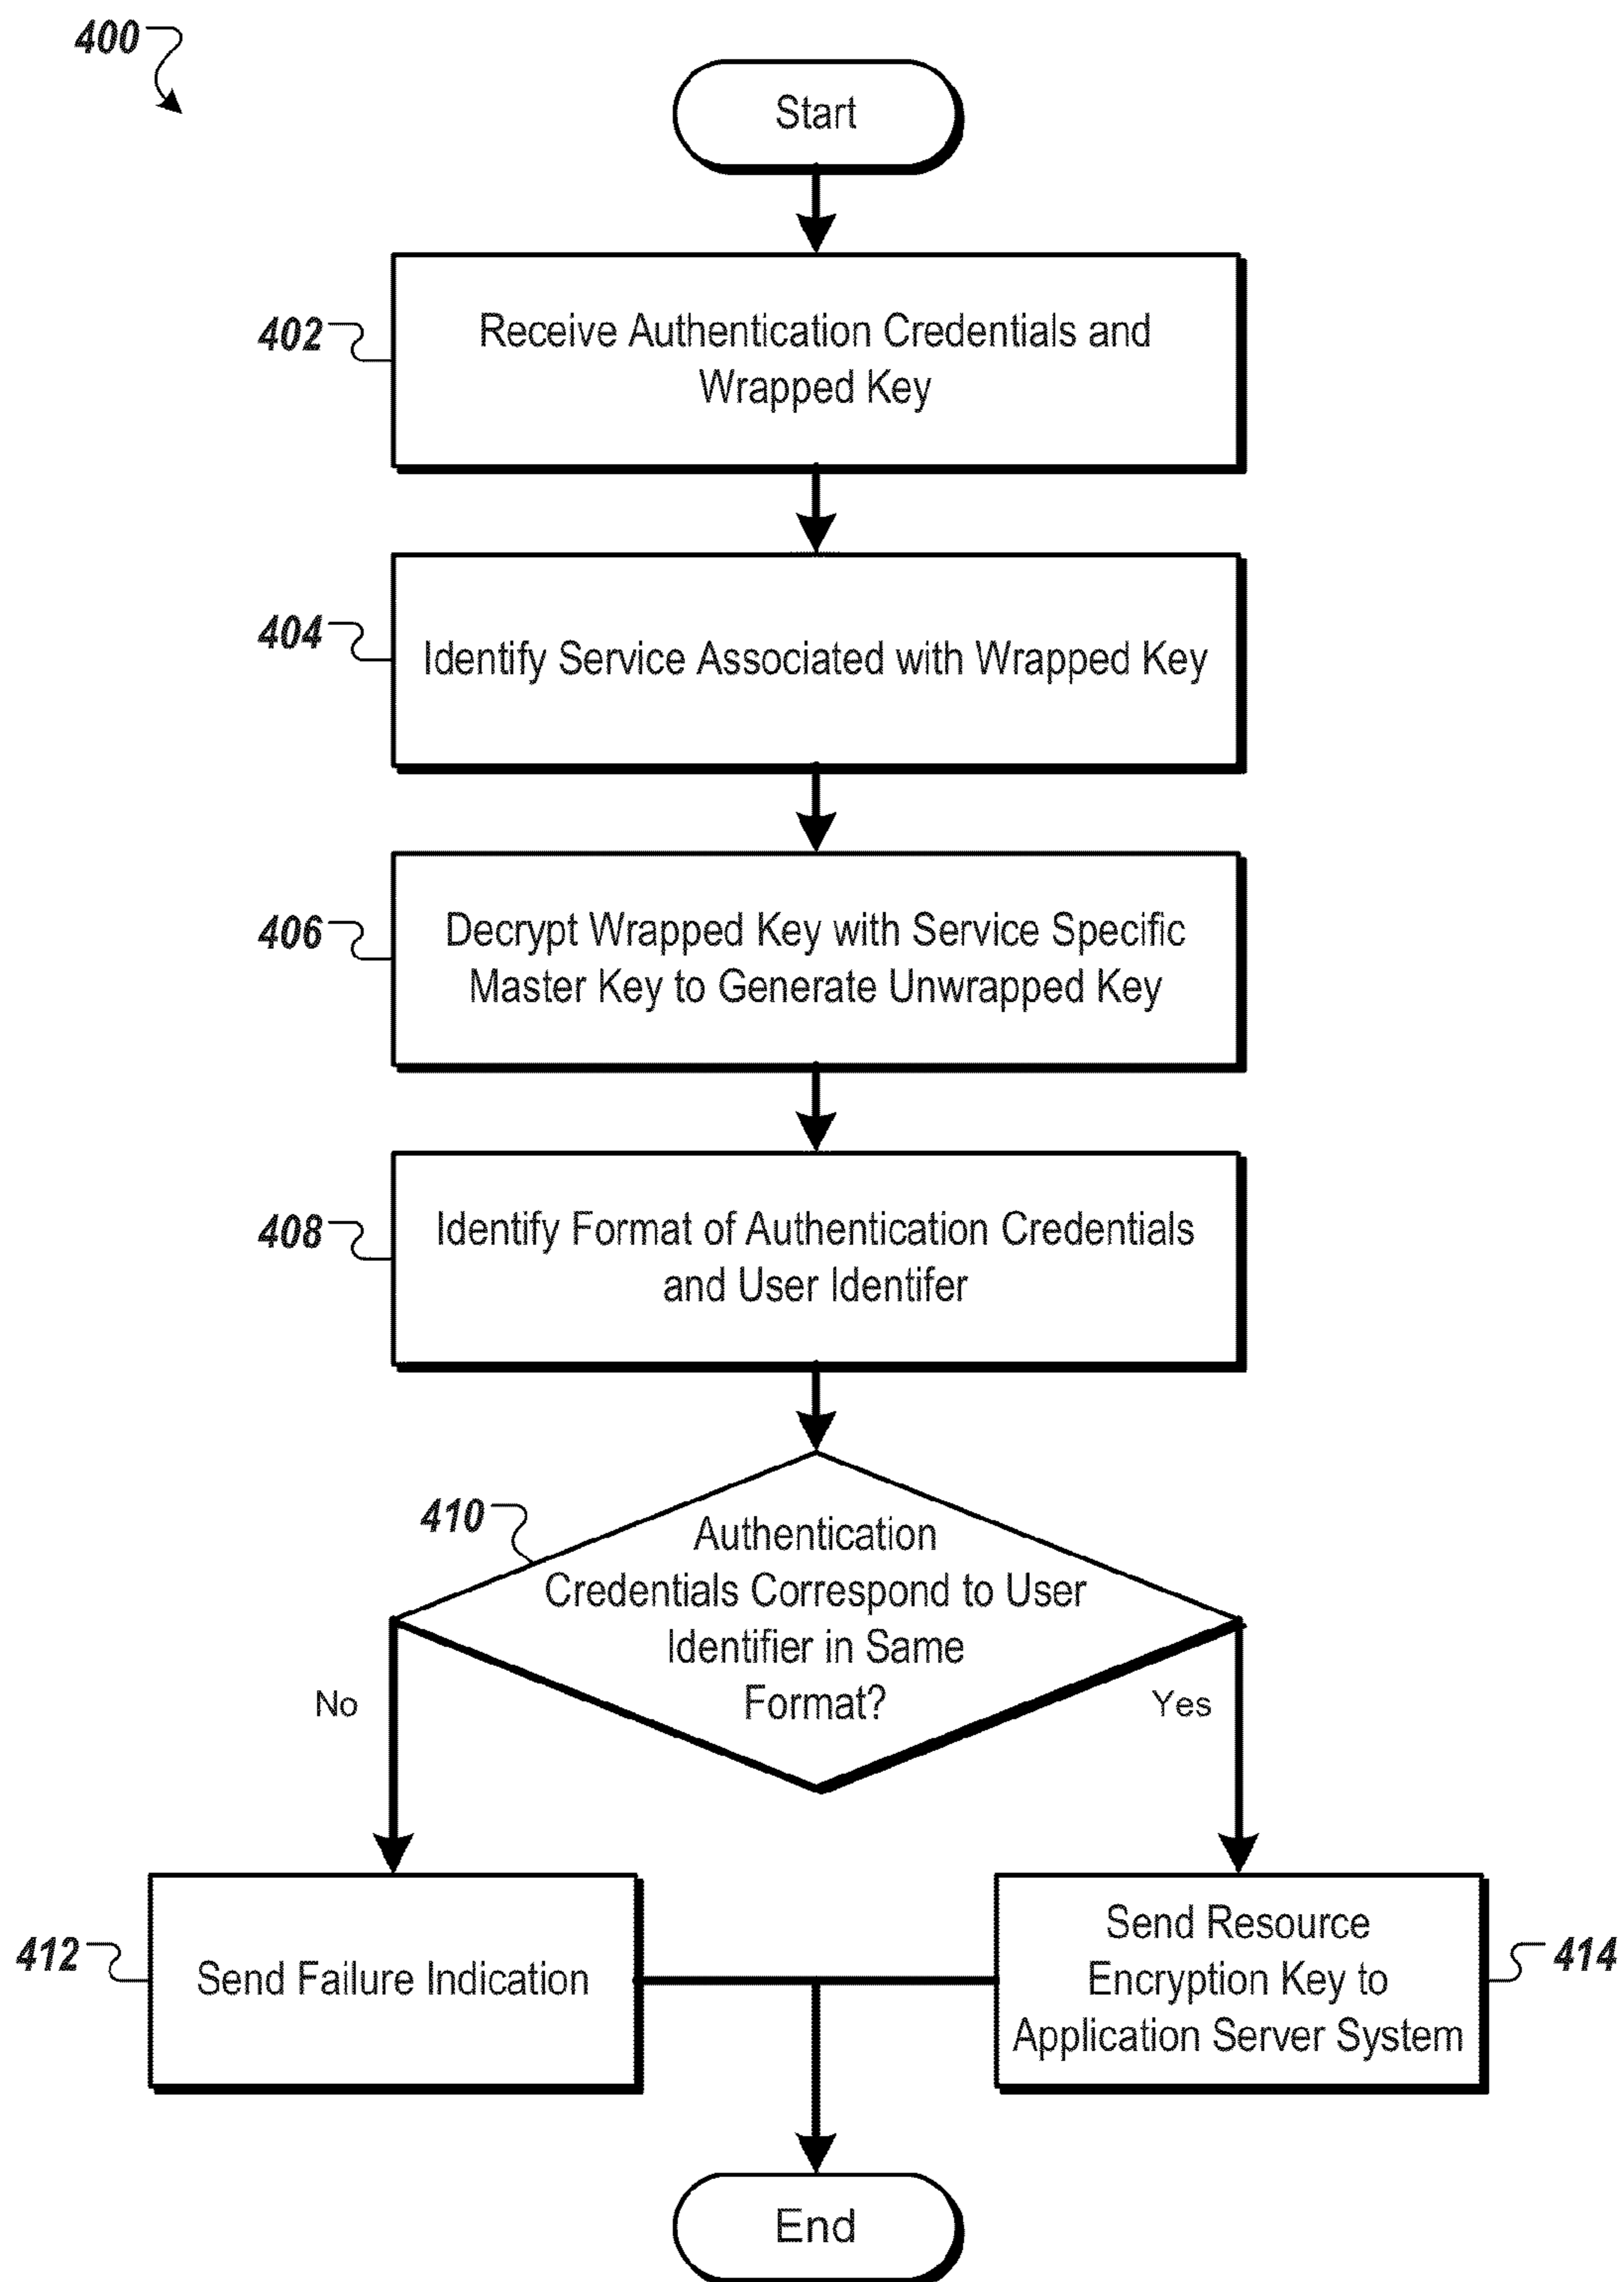 400
Start
402
Receive Authentication Credentials and
Wrapped Key
404
Identify Service Associated with Wrapped Key
406
Decrypt Wrapped Key with Service Specific
Master Key to Generate Unwrapped Key
408
Identify Format of Authentication Credentials
and User Identifer
410
Authentication
Credentials Correspond to User
Identifier in Same
Format?
No
Yes
412
Send Failure Indication
Send Resource
Encryption Key to
Application Server System
414
End